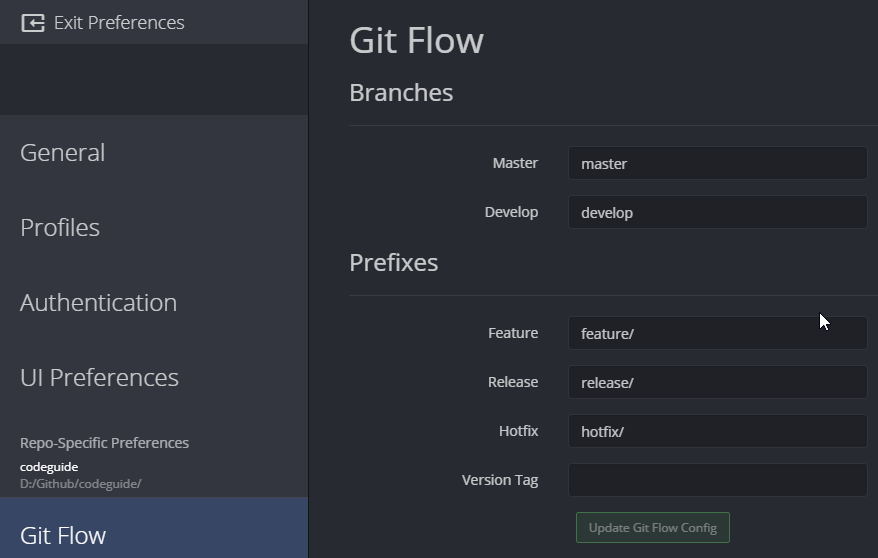 Exit Preferences
General
Profiles
Authentication
UI Preferences
Repo-Specific Preferences
codeguide
D:/Github/codeguide/
Git Flow
Git Flow
Branches
Master master
Develop develop
Prefixes
Feature feature/
Release release/
Hotfix hotfix/
Version Tag
Update Git Flow Config